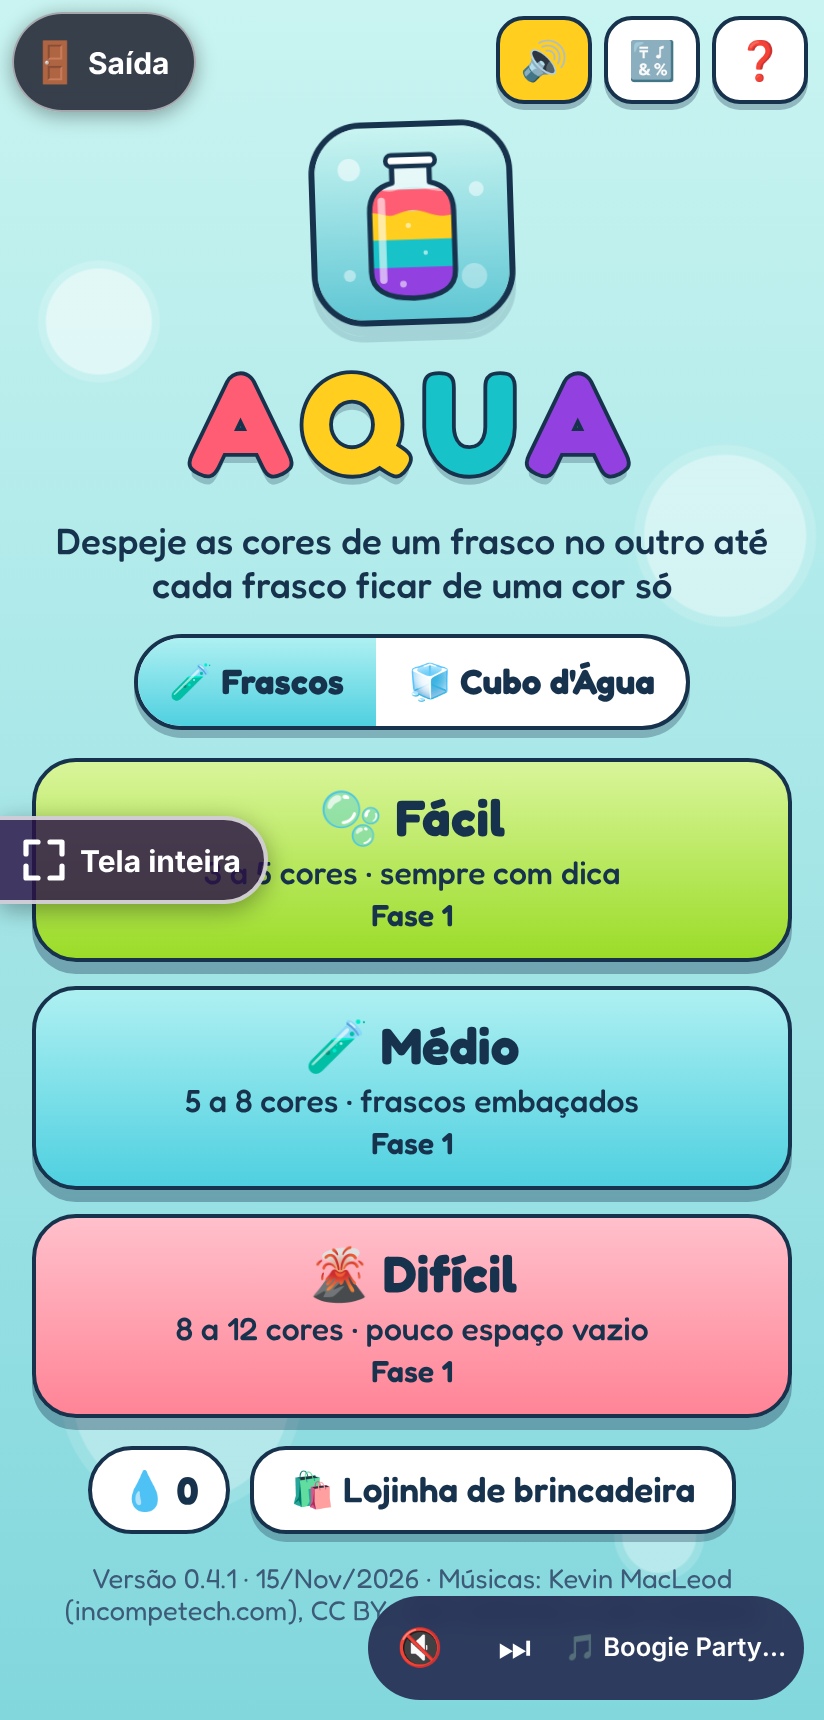 Saída
AQUA
Despeje as cores de um frasco no outro até
cada frasco ficar de uma cor só
Frascos
Cubo d'Água
Fácil
Tela inteira
3 a 5 cores · sempre com dica
Fase 1
Médio
5 a 8 cores · frascos embaçados
Fase 1
Difícil
8 a 12 cores · pouco espaço vazio
Fase 1
0
Lojinha de brincadeira
Versão 0.4.1 · 15/Nov/2026 · Músicas: Kevin MacLeod
(incompetech.com), CC BY
Boogie Party...